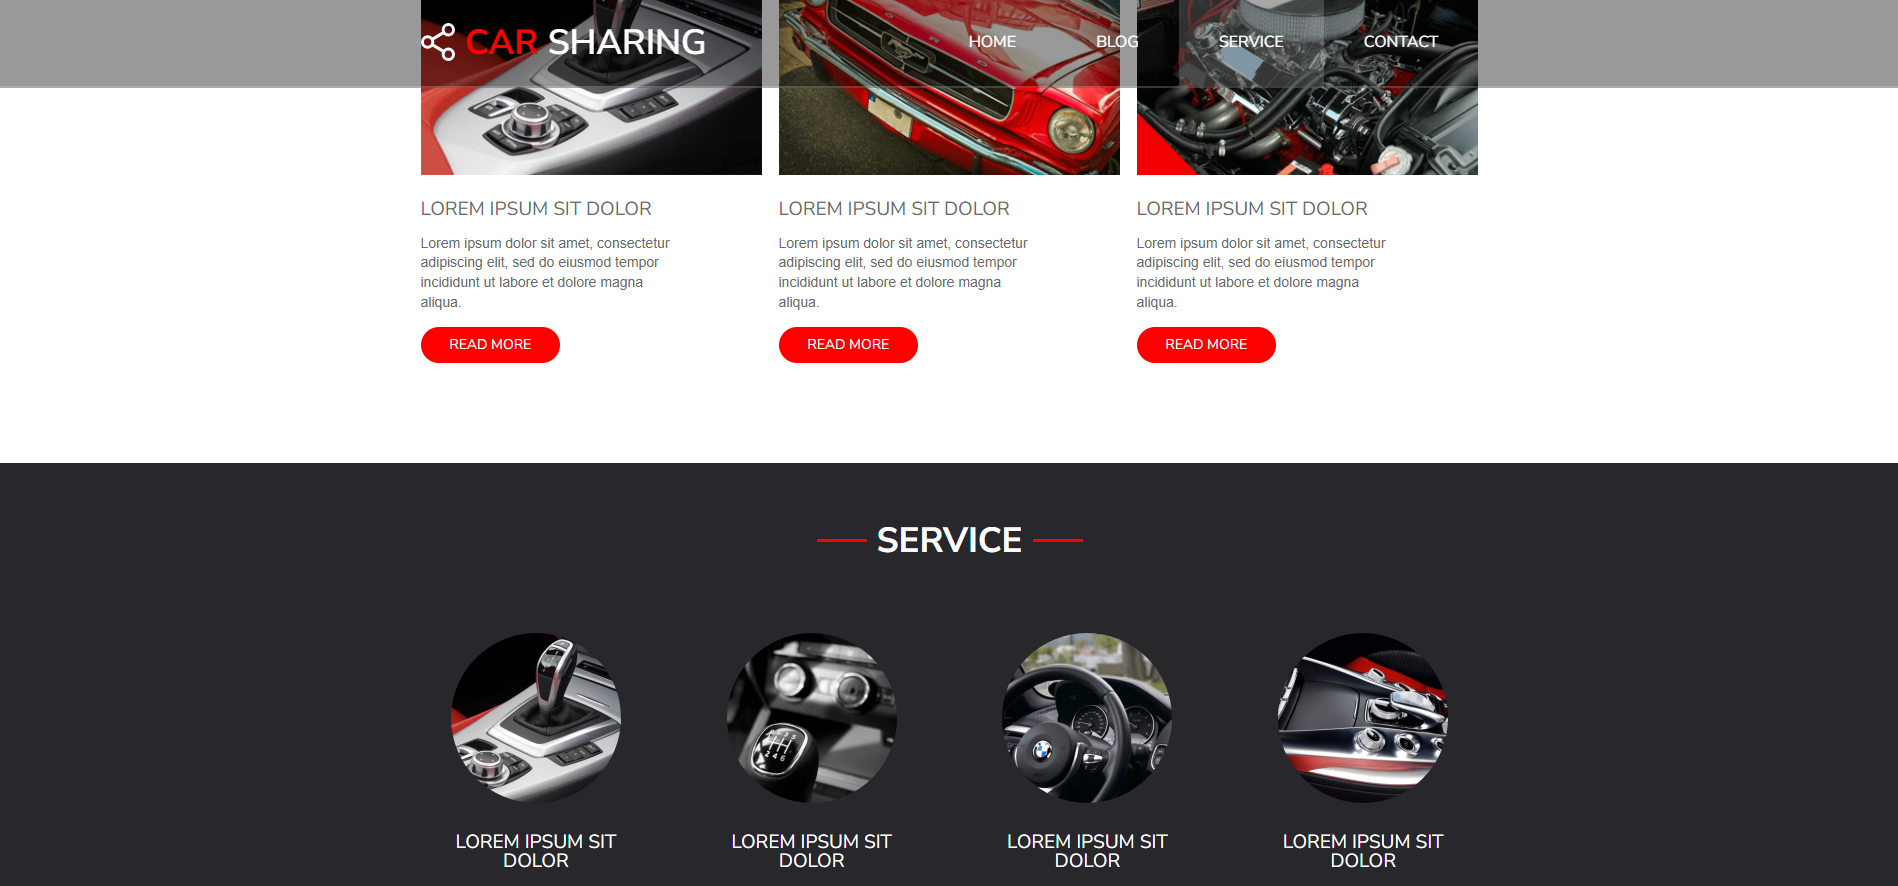 CAR SHARING
HOME BLOG SERVICE CONTACT
LOREM IPSUM SIT DOLOR
Lorem ipsum dolor sit amet, consectetur
adipiscing elit, sed do eiusmod tempor
incididunt ut labore et dolore magna
aliqua.
READ MORE
LOREM IPSUM SIT DOLOR
Lorem ipsum dolor sit amet, consectetur
adipiscing elit, sed do eiusmod tempor
incididunt ut labore et dolore magna
aliqua.
READ MORE
LOREM IPSUM SIT DOLOR
Lorem ipsum dolor sit amet, consectetur
adipiscing elit, sed do eiusmod tempor
incididunt ut labore et dolore magna
aliqua.
READ MORE
SERVICE
LOREM IPSUM SIT
DOLOR
LOREM IPSUM SIT
DOLOR
LOREM IPSUM SIT
DOLOR
LOREM IPSUM SIT
DOLOR